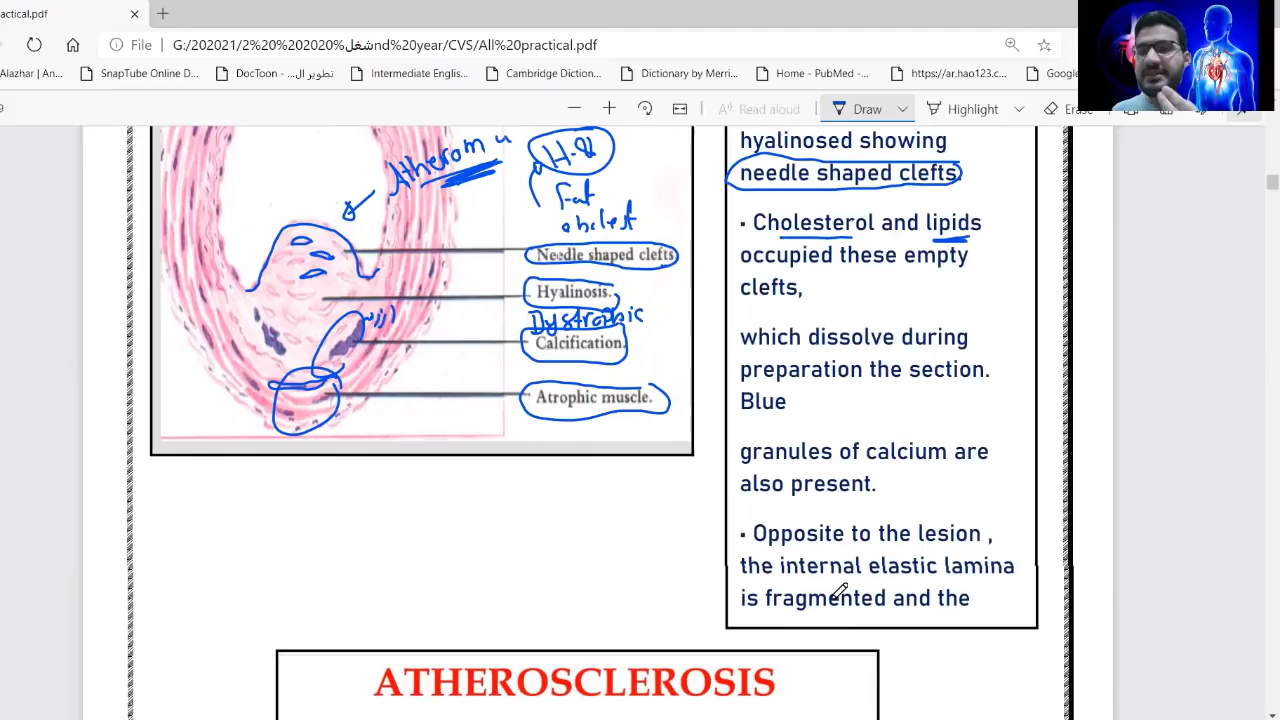 ractical.pdf
File
G:/202021/2%20%202020%شغل20nd%20year/CVS/All%20practical.pdf
Alazhar | An...
SnapTube Online D...
DocToon - تطوير ال...
Intermediate Englis...
Cambridge Diction...
Dictionary by Merri...
Home - PubMed -...
https://ar.hao123.c...
Google
9
Read aloud
Draw
Highlight
Erase
Atheroma
Fat
Needle shaped clefts
Hyalinosis.
Dystrophic
Calcification.
Atrophic muscle.
hyalinosed showing
needle shaped clefts
· Cholesterol and lipids
occupied these empty
clefts,
which dissolve during
preparation the section.
Blue
granules of calcium are
also present.
· Opposite to the lesion ,
the internal elastic lamina
is fragmented and the
ATHEROSCLEROSIS